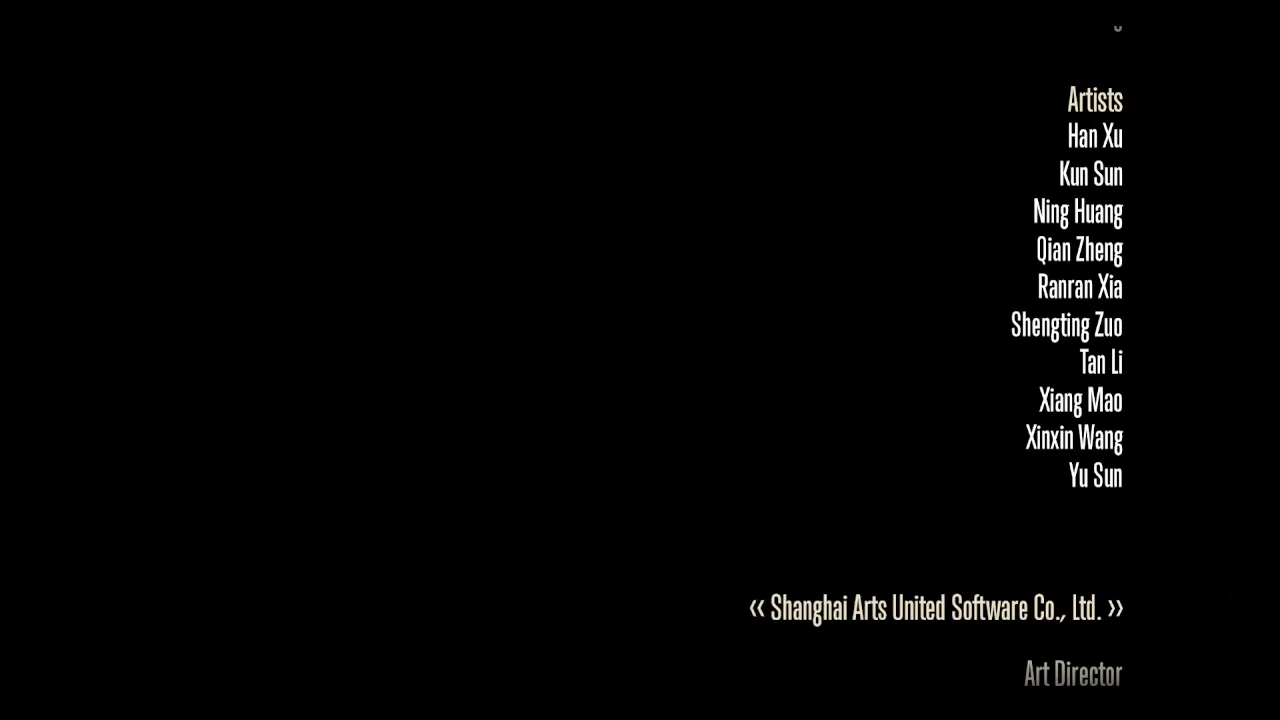 Artists
Han Xu
Kun Sun
Ning Huang
Qian Zheng
Ranran Xia
Shengting Zuo
Tan Li
Xiang Mao
Xinxin Wang
Yu Sun
‹‹ Shanghai Arts United Software Co., Ltd. ››
Art Director